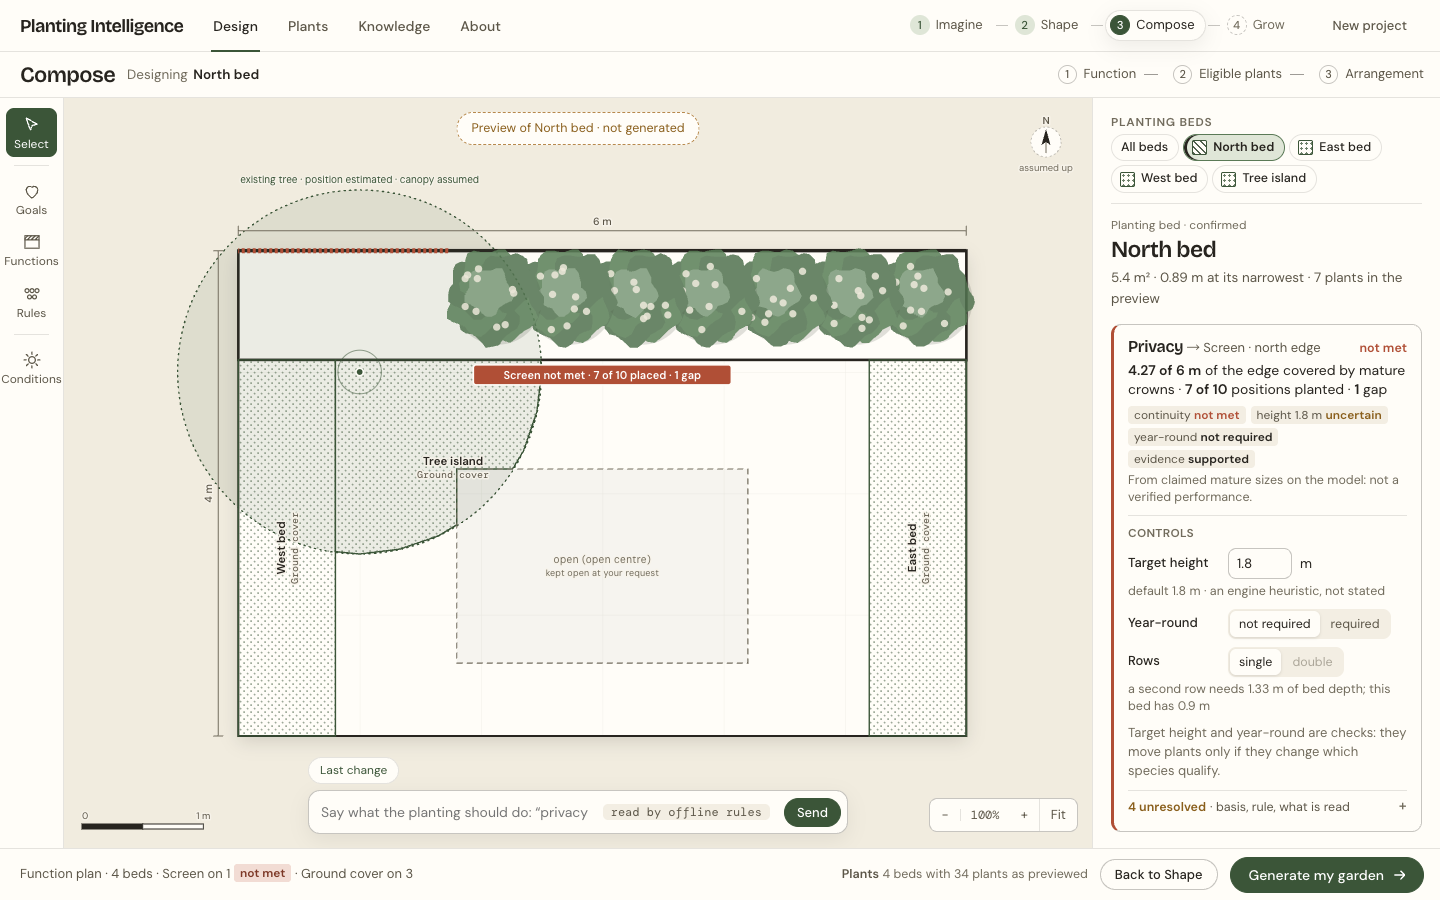 Planting Intelligence
Design
Plants
Knowledge
About
1 Imagine
2 Shape
3 Compose
4 Grow
New project
Compose
Designing North bed
1 Function
2 Eligible plants
3 Arrangement
Select
Goals
Functions
Rules
Conditions
Preview of North bed · not generated
N
assumed up
existing tree · position estimated · canopy assumed
6 m
4 m
Screen not met · 7 of 10 placed · 1 gap
Tree island
Ground cover
West bed
Ground cover
East bed
Ground cover
open (open centre)
kept open at your request
Last change
Say what the planting should do: “privacy
read by offline rules
Send
0 1 m
− 100% + Fit
PLANTING BEDS
All beds
North bed
East bed
West bed
Tree island
Planting bed · confirmed
North bed
5.4 m² · 0.89 m at its narrowest · 7 plants in the
preview
Privacy → Screen · north edge not met
4.27 of 6 m of the edge covered by mature
crowns · 7 of 10 positions planted · 1 gap
continuity not met
height 1.8 m uncertain
year-round not required
evidence supported
From claimed mature sizes on the model: not a
verified performance.
CONTROLS
Target height 1.8 m
default 1.8 m · an engine heuristic, not stated
Year-round not required required
Rows single double
a second row needs 1.33 m of bed depth; this
bed has 0.9 m
Target height and year-round are checks: they
move plants only if they change which
species qualify.
4 unresolved · basis, rule, what is read +
Function plan · 4 beds · Screen on 1 not met · Ground cover on 3
Plants 4 beds with 34 plants as previewed
Back to Shape
Generate my garden →